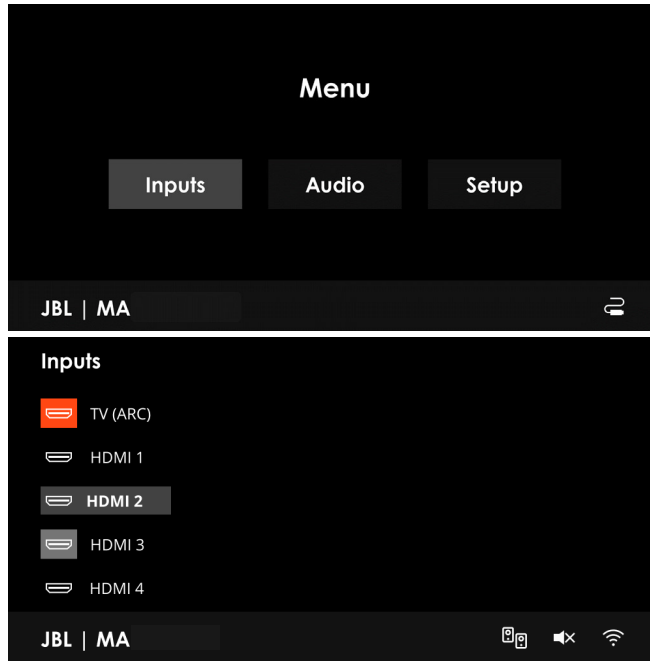 Menu
Inputs Audio Setup
JBL | MA
Inputs
TV (ARC)
HDMI 1
HDMI 2
HDMI 3
HDMI 4
JBL | MA